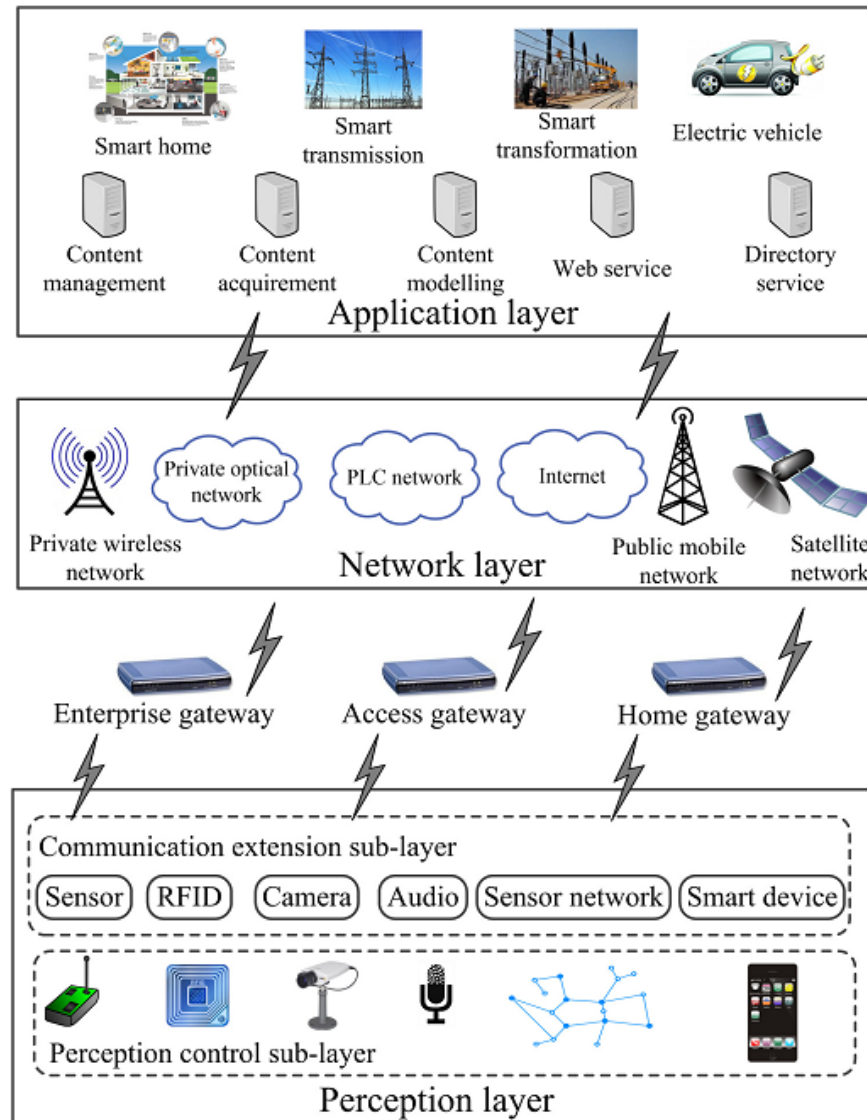 Smart home
Smart
transmission
Smart
transformation
Electric vehicle
Content
management
Content
acquirement
Content
modelling
Web service
Directory
service
Application layer
Private wireless
network
Private optical
network
PLC network
Internet
Public mobile
network
Satellite
network
Network layer
Enterprise gateway
Access gateway
Home gateway
Communication extension sub-layer
Sensor
RFID
Camera
Audio
Sensor network
Smart device
Perception control sub-layer
Perception layer